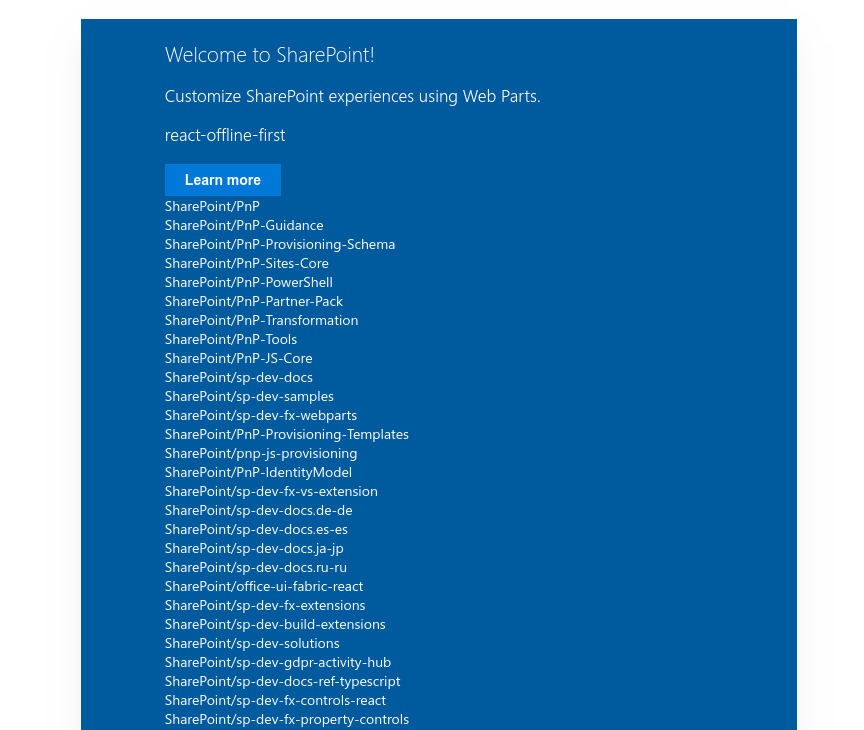 Welcome to SharePoint!
Customize SharePoint experiences using Web Parts.
react-offline-first
Learn more
SharePoint/PnP
SharePoint/PnP-Guidance
SharePoint/PnP-Provisioning-Schema
SharePoint/PnP-Sites-Core
SharePoint/PnP-PowerShell
SharePoint/PnP-Partner-Pack
SharePoint/PnP-Transformation
SharePoint/PnP-Tools
SharePoint/PnP-JS-Core
SharePoint/sp-dev-docs
SharePoint/sp-dev-samples
SharePoint/sp-dev-fx-webparts
SharePoint/PnP-Provisioning-Templates
SharePoint/pnp-js-provisioning
SharePoint/PnP-IdentityModel
SharePoint/sp-dev-fx-vs-extension
SharePoint/sp-dev-docs.de-de
SharePoint/sp-dev-docs.es-es
SharePoint/sp-dev-docs.ja-jp
SharePoint/sp-dev-docs.ru-ru
SharePoint/office-ui-fabric-react
SharePoint/sp-dev-fx-extensions
SharePoint/sp-dev-build-extensions
SharePoint/sp-dev-solutions
SharePoint/sp-dev-gdpr-activity-hub
SharePoint/sp-dev-docs-ref-typescript
SharePoint/sp-dev-fx-controls-react
SharePoint/sp-dev-fx-property-controls